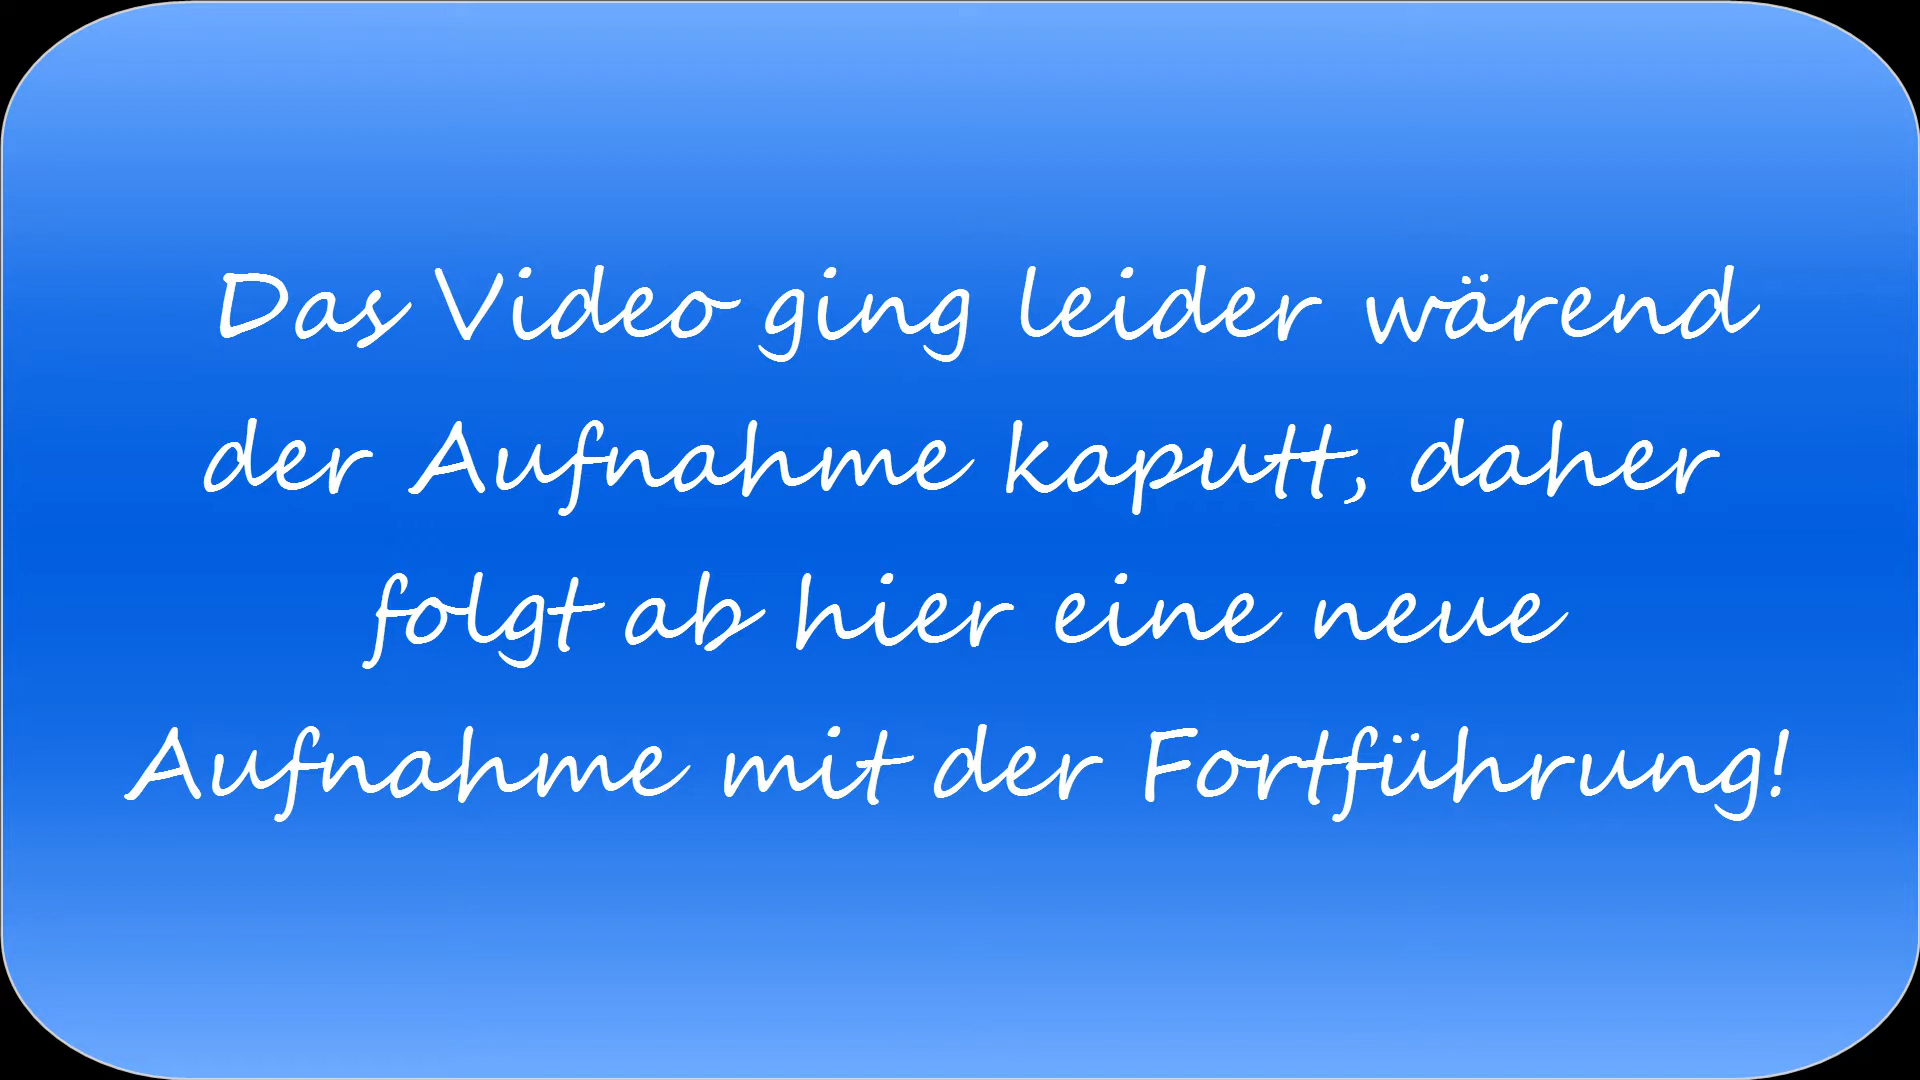 Das Video ging leider wärend
der Aufnahme kaputt, daher
folgt ab hier eine neue
Aufnahme mit der Fortführung!